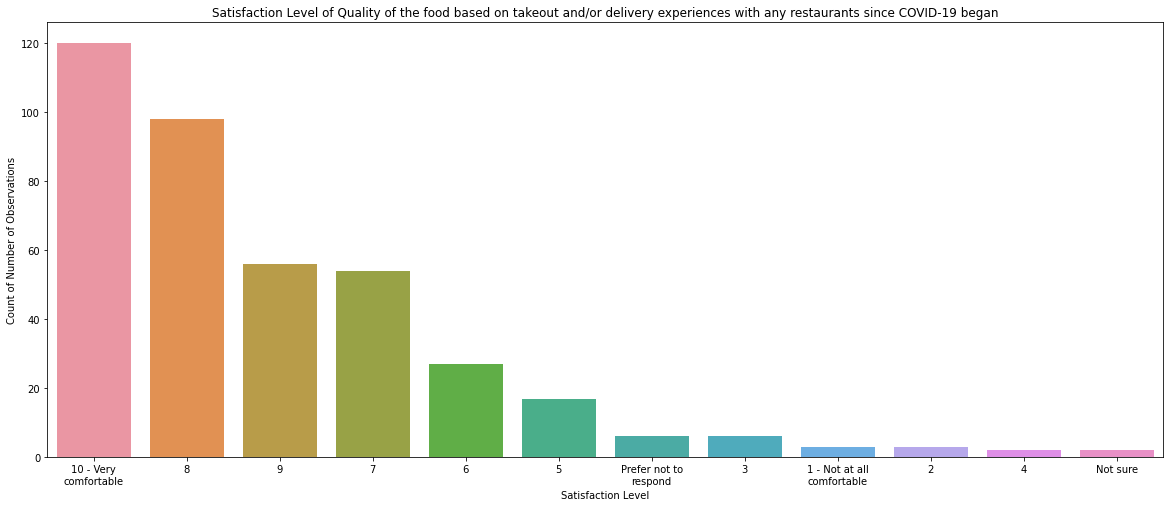 Satisfaction Level of Quality of the food based on takeout and/or delivery experiences with any restaurants since COVID-19 began
Count of Number of Observations
120
100
80
60
40
20
0
10 - Very
comfortable
8
9
7
6
5
Prefer not to
respond
3
1 - Not at all
comfortable
2
4
Not sure
Satisfaction Level